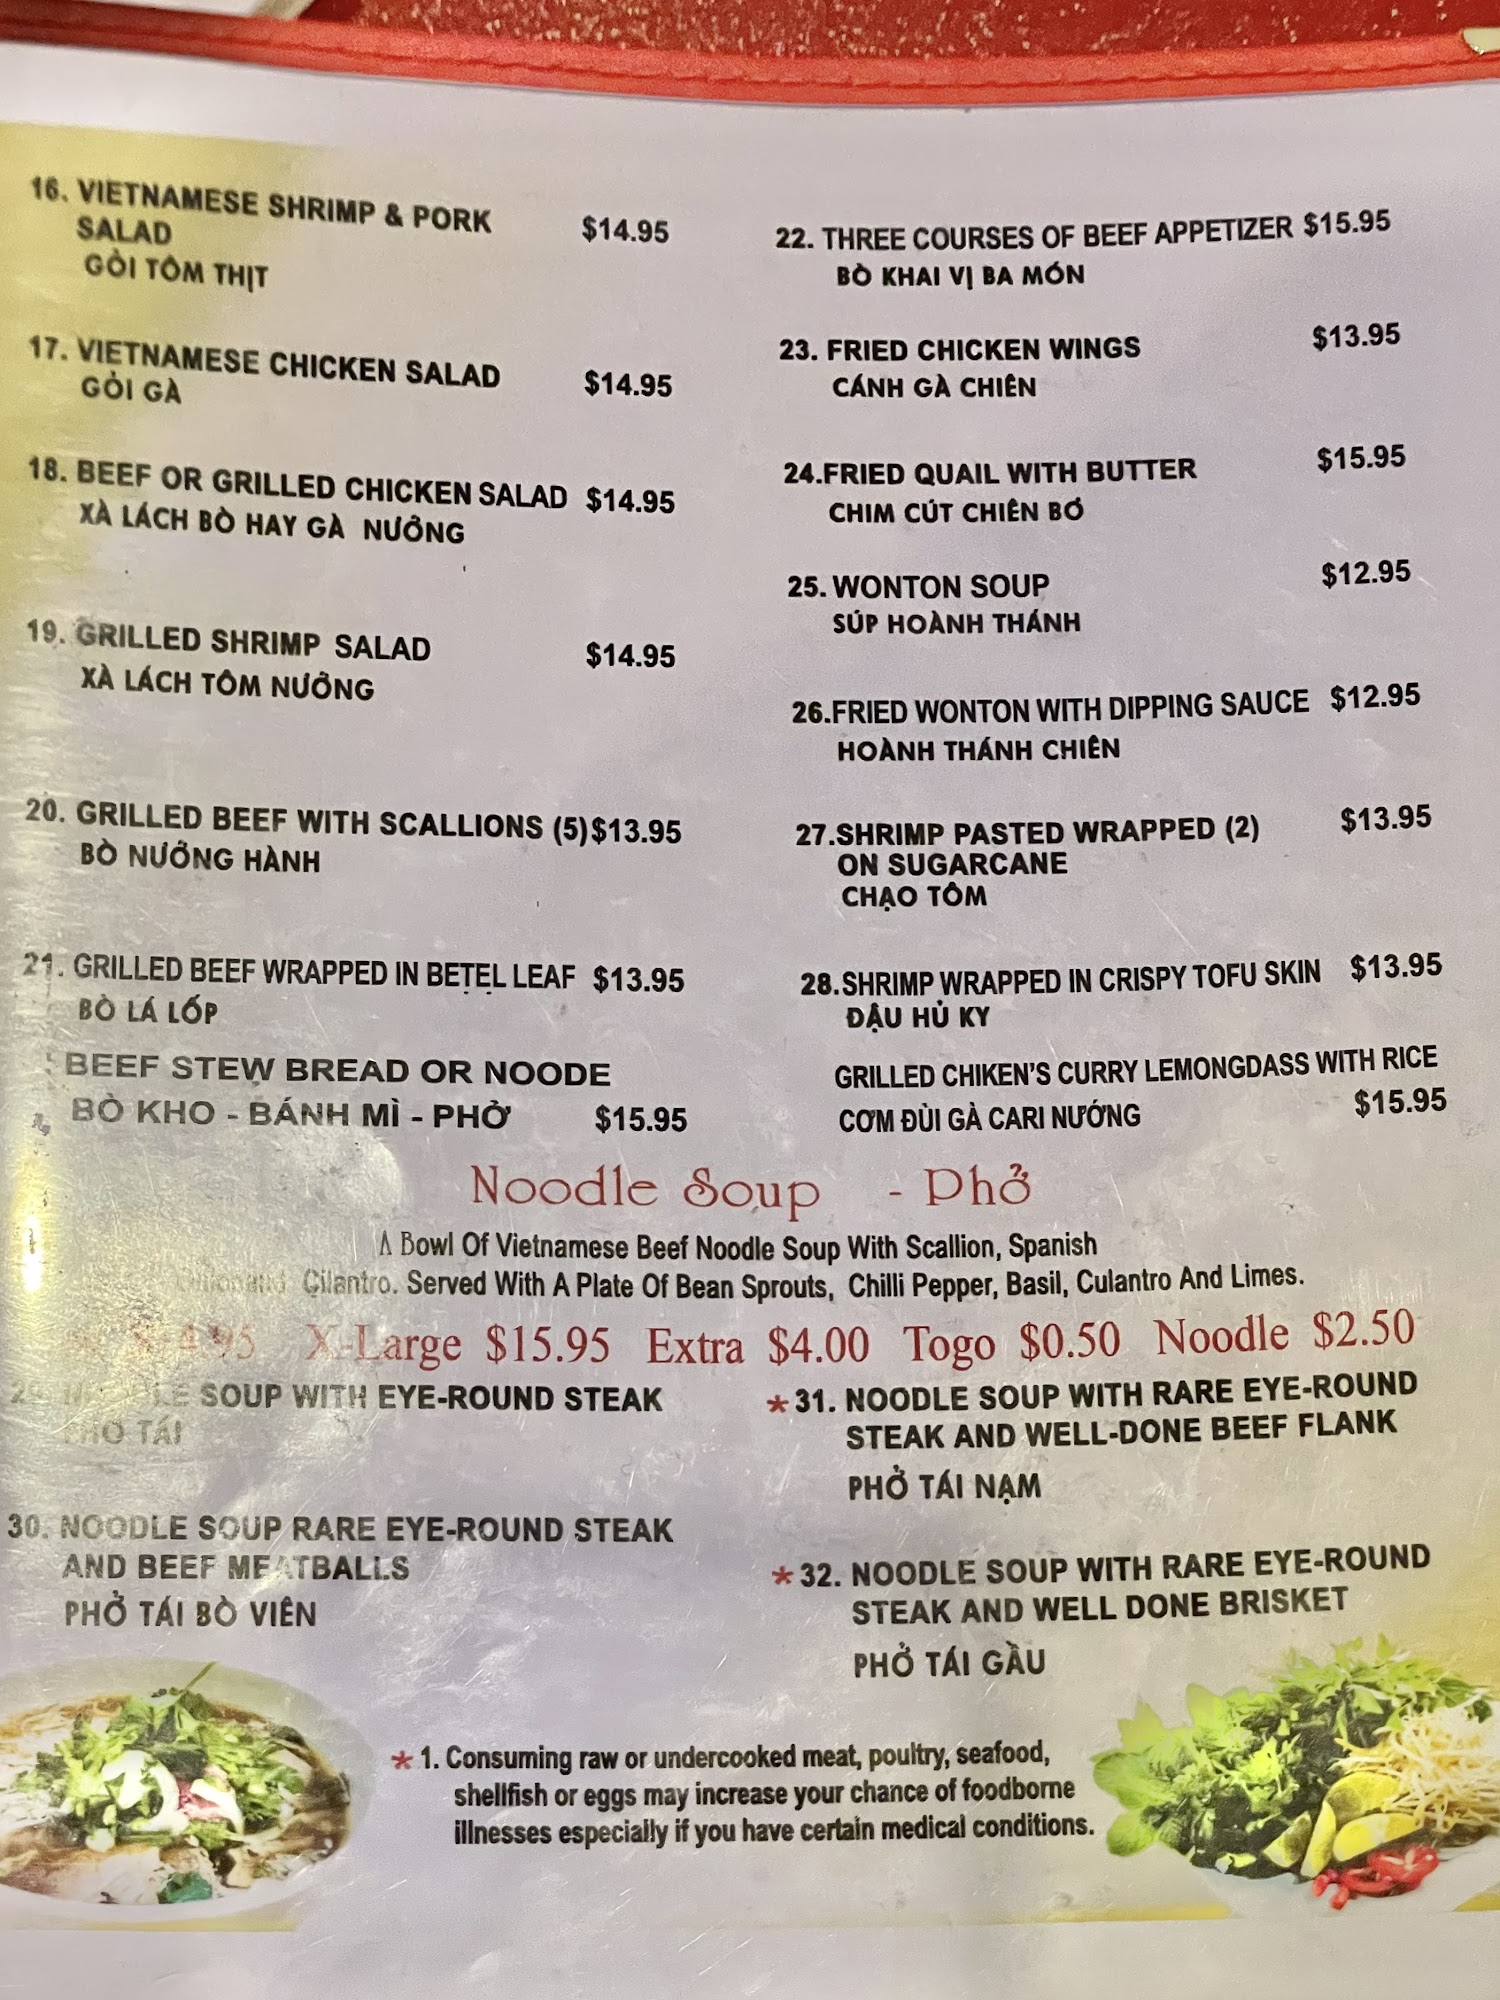 16. VIETNAMESE SHRIMP & PORK
SALAD $14.95
GỎI TÔM THỊT
17. VIETNAMESE CHICKEN SALAD $14.95
GỎI GÀ
18. BEEF OR GRILLED CHICKEN SALAD $14.95
XÀ LÁCH BÒ HAY GÀ NƯỚNG
19. GRILLED SHRIMP SALAD $14.95
XÀ LÁCH TÔM NƯỚNG
20. GRILLED BEEF WITH SCALLIONS (5) $13.95
BÒ NƯỚNG HÀNH
21. GRILLED BEEF WRAPPED IN BETEL LEAF $13.95
BÒ LÁ LỐP
BEEF STEW BREAD OR NOODE
BÒ KHO - BÁNH MÌ - PHỞ $15.95
22. THREE COURSES OF BEEF APPETIZER $15.95
BÒ KHAI VỊ BA MÓN
23. FRIED CHICKEN WINGS $13.95
CÁNH GÀ CHIÊN
24.FRIED QUAIL WITH BUTTER $15.95
CHIM CÚT CHIÊN BƠ
25. WONTON SOUP $12.95
SÚP HOÀNH THÁNH
26.FRIED WONTON WITH DIPPING SAUCE $12.95
HOÀNH THÁNH CHIÊN
27.SHRIMP PASTED WRAPPED (2) $13.95
ON SUGARCANE
CHẠO TÔM
28.SHRIMP WRAPPED IN CRISPY TOFU SKIN $13.95
ĐẬU HỦ KY
GRILLED CHIKEN'S CURRY LEMONGDASS WITH RICE
CƠM ĐÙI GÀ CARI NƯỚNG $15.95
Noodle Soup - Phở
A Bowl Of Vietnamese Beef Noodle Soup With Scallion, Spanish
Cilantro. Served With A Plate Of Bean Sprouts, Chilli Pepper, Basil, Culantro And Limes.
X-Large $15.95 Extra $4.00 Togo $0.50 Noodle $2.50
SOUP WITH EYE-ROUND STEAK
PHO TÁI
30. NOODLE SOUP RARE EYE-ROUND STEAK
AND BEEF MEATBALLS
PHỞ TÁI BÒ VIÊN
*31. NOODLE SOUP WITH RARE EYE-ROUND
STEAK AND WELL-DONE BEEF FLANK
PHỞ TÁI NẠM
*32. NOODLE SOUP WITH RARE EYE-ROUND
STEAK AND WELL DONE BRISKET
PHỞ TÁI GẦU
* 1. Consuming raw or undercooked meat, poultry, seafood,
shellfish or eggs may increase your chance of foodborne
illnesses especially if you have certain medical conditions.